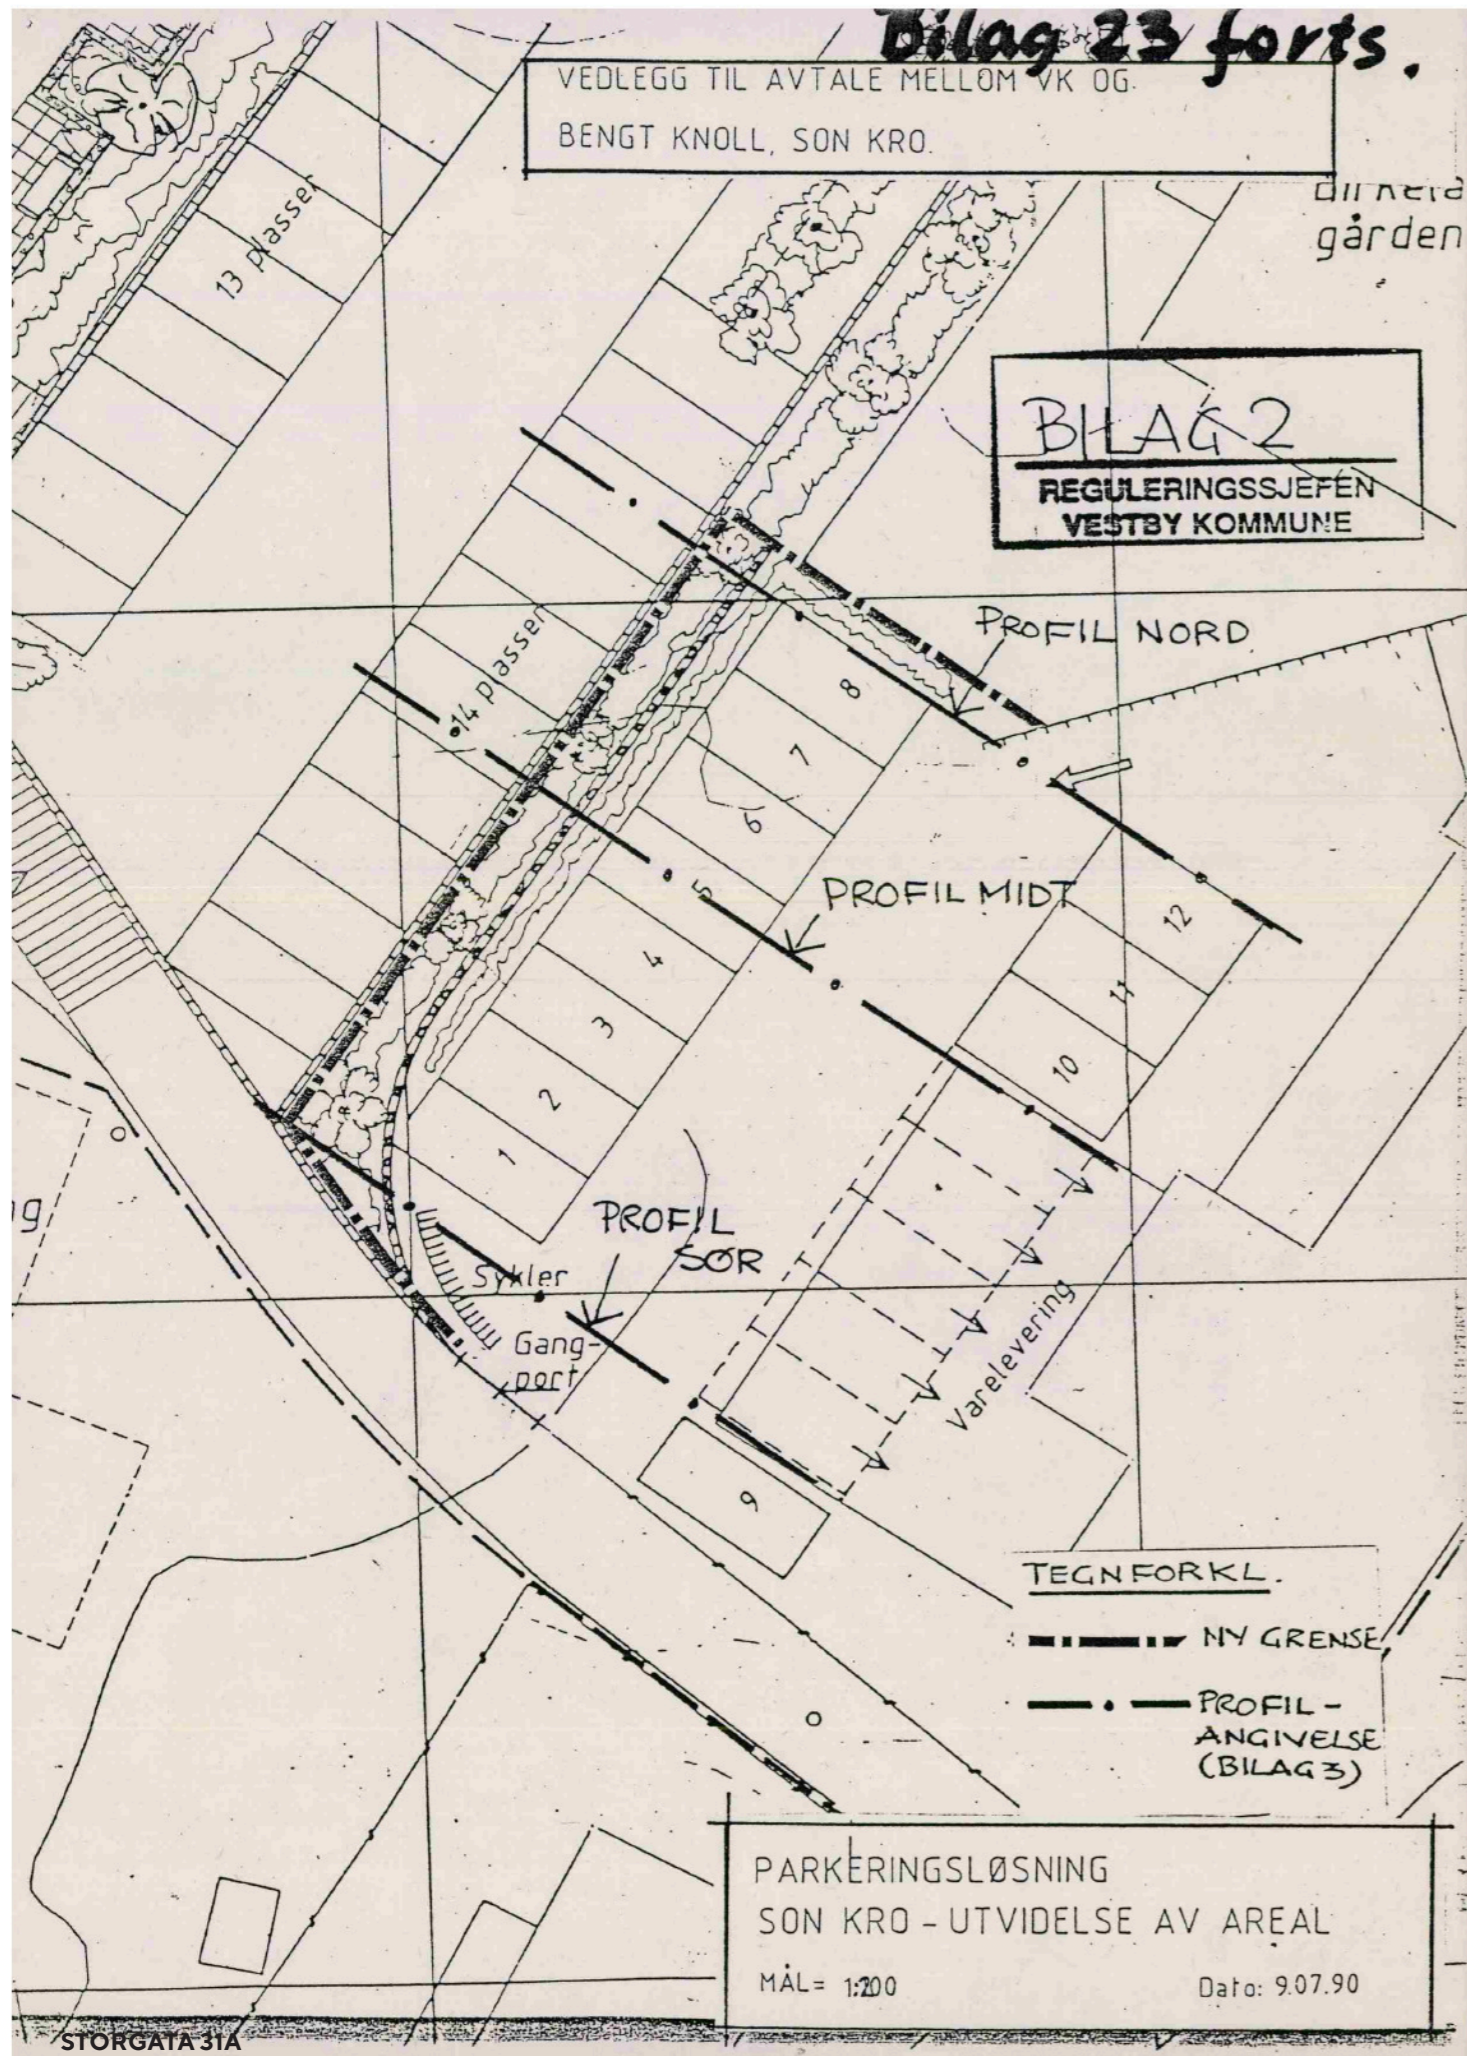 Bilag 23 forts.
VEDLEGG TIL AVTALE MELLOM VK OG
BENGT KNOLL, SON KRO.
gården
13 plasser
BILAG 2
REGULERINGSSJEFEN
VESTBY KOMMUNE
PROFIL NORD
14 plasser
8
7
6
5
PROFIL MIDT
4
3
2
1
12
11
10
PROFIL
SØR
Sykler
Gang-
port
Varelevering
9
TEGNFORKL.
NY GRENSE
PROFIL-
ANGIVELSE
(BILAG 3)
PARKERINGSLØSNING
SON KRO - UTVIDELSE AV AREAL
MÅL= 1:200
Dato: 9.07.90
STORGATA 31A